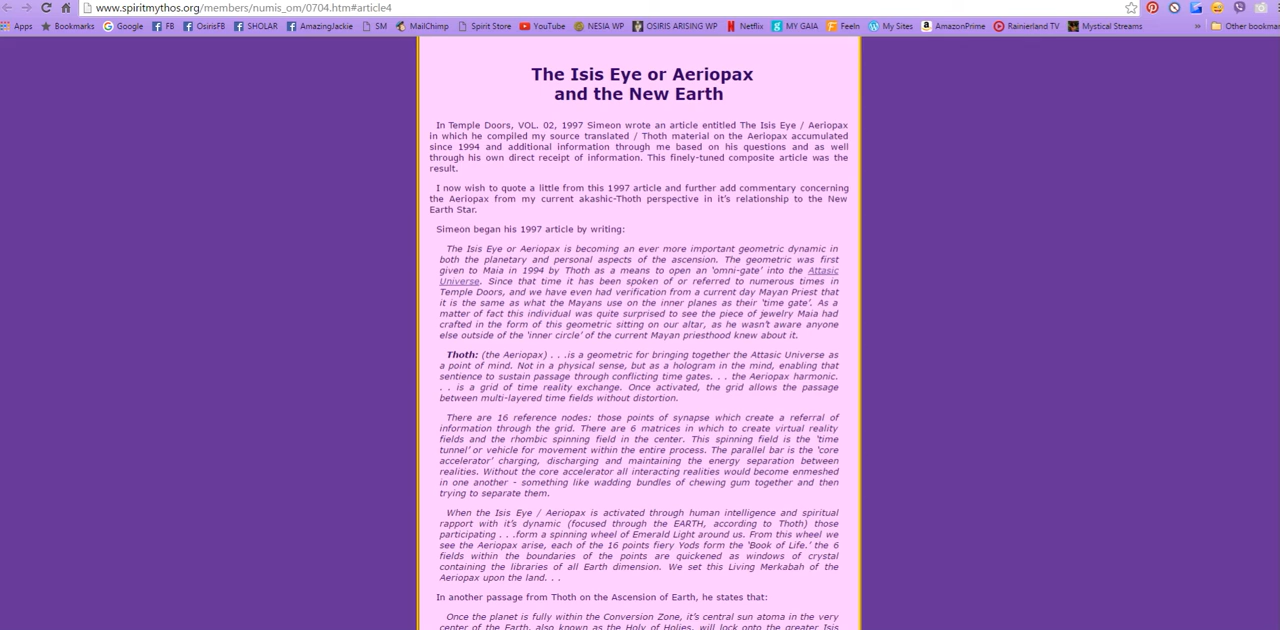 www.spiritmythos.org/members/numis_om/0704.htm#article4
Apps Bookmarks Google FB OsirisFB SHOLAR AmazingJackie SM MailChimp Spirit Store YouTube NESIA WP OSIRIS ARISING WP Netflix MY GAIA FeelIn My Sites AmazonPrime Rainierland TV Mystical Streams » Other bookmar
The Isis Eye or Aeriopax
and the New Earth
In Temple Doors, VOL. 02, 1997 Simeon wrote an article entitled The Isis Eye / Aeriopax
in which he compiled my source translated / Thoth material on the Aeriopax accumulated
since 1994 and additional information through me based on his questions and as well
through his own direct receipt of information. This finely-tuned composite article was the
result.
I now wish to quote a little from this 1997 article and further add commentary concerning
the Aeriopax from my current akashic-Thoth perspective in it's relationship to the New
Earth Star.
Simeon began his 1997 article by writing:
The Isis Eye or Aeriopax is becoming an ever more important geometric dynamic in
both the planetary and personal aspects of the ascension. The geometric was first
given to Maia in 1994 by Thoth as a means to open an 'omni-gate' into the Attasic
Universe. Since that time it has been spoken of or referred to numerous times in
Temple Doors, and we have even had verification from a current day Mayan Priest that
it is the same as what the Mayans use on the inner planes as their 'time gate'. As a
matter of fact this individual was quite surprised to see the piece of jewelry Maia had
crafted in the form of this geometric sitting on our altar, as he wasn't aware anyone
else outside of the 'inner circle' of the current Mayan priesthood knew about it.
Thoth: (the Aeriopax) . . .is a geometric for bringing together the Attasic Universe as
a point of mind. Not in a physical sense, but as a hologram in the mind, enabling that
sentience to sustain passage through conflicting time gates. . . the Aeriopax harmonic.
. . is a grid of time reality exchange. Once activated, the grid allows the passage
between multi-layered time fields without distortion.
There are 16 reference nodes: those points of synapse which create a referral of
information through the grid. There are 6 matrices in which to create virtual reality
fields and the rhombic spinning field in the center. This spinning field is the 'time
tunnel' or vehicle for movement within the entire process. The parallel bar is the 'core
accelerator' charging, discharging and maintaining the energy separation between
realities. Without the core accelerator all interacting realities would become enmeshed
in one another - something like wadding bundles of chewing gum together and then
trying to separate them.
When the Isis Eye / Aeriopax is activated through human intelligence and spiritual
rapport with it's dynamic (focused through the EARTH, according to Thoth) those
participating . . .form a spinning wheel of Emerald Light around us. From this wheel we
see the Aeriopax arise, each of the 16 points fiery Yods form the 'Book of Life.' the 6
fields within the boundaries of the points are quickened as windows of crystal
containing the libraries of all Earth dimension. We set this Living Merkabah of the
Aeriopax upon the land. . .
In another passage from Thoth on the Ascension of Earth, he states that:
Once the planet is fully within the Conversion Zone, it's central sun atoma in the very
center of the Earth, also known as the Holy of Holies, will lock onto the greater Isis